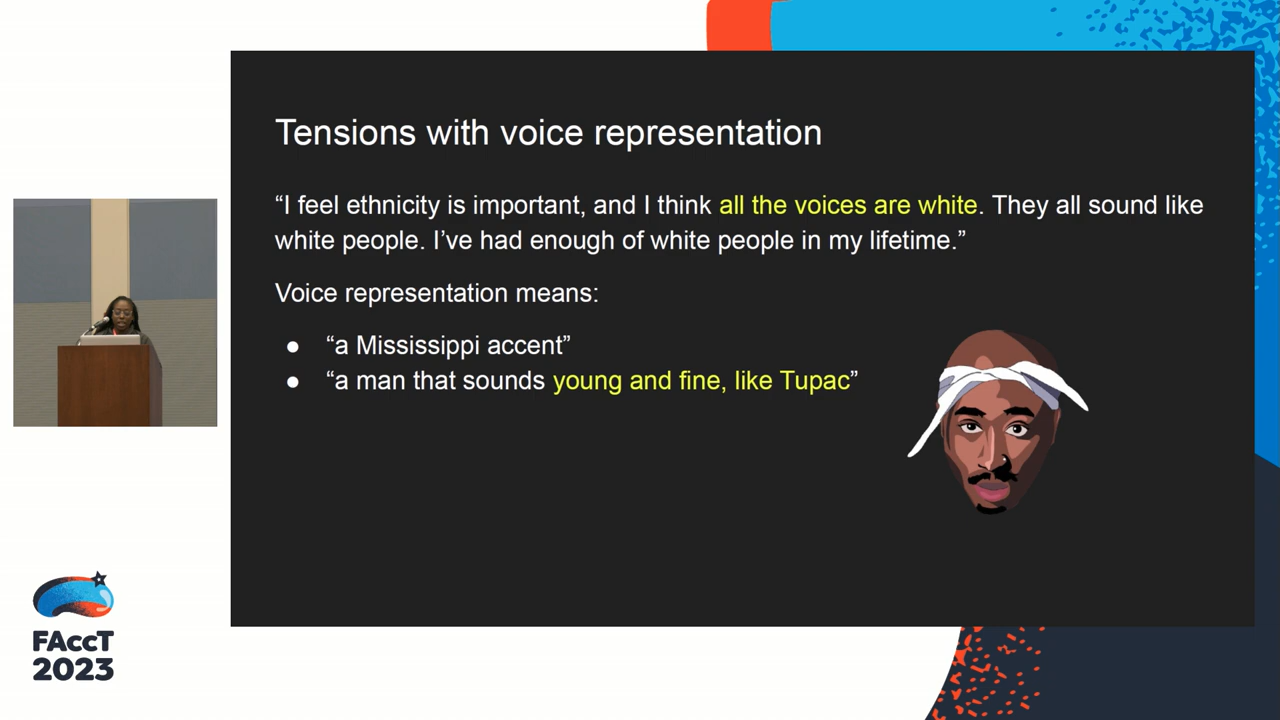 Tensions with voice representation
“I feel ethnicity is important, and I think all the voices are white. They all sound like
white people. I’ve had enough of white people in my lifetime.”
Voice representation means:
● “a Mississippi accent”
● “a man that sounds young and fine, like Tupac”
FAccT
2023